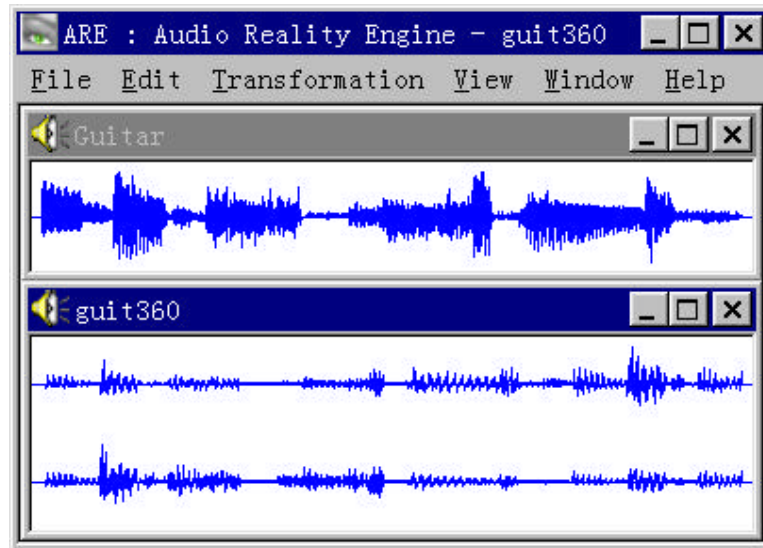 ARE : Audio Reality Engine - guit360
File Edit Transformation View Window Help
Guitar
guit360